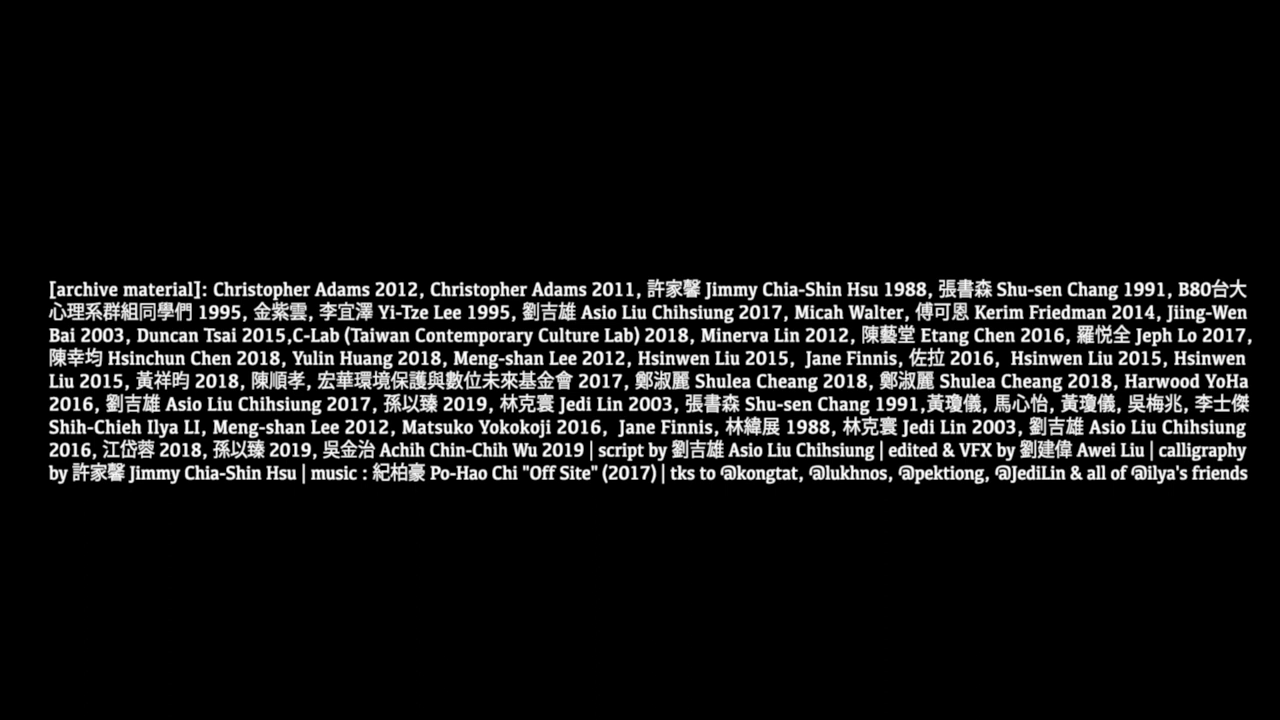 [archive material]: Christopher Adams 2012, Christopher Adams 2011, 許家馨 Jimmy Chia-Shin Hsu 1988, 張書森 Shu-sen Chang 1991, B80台大
心理系群組同學們 1995, 金紫雲, 李宜澤 Yi-Tze Lee 1995, 劉吉雄 Asio Liu Chihsiung 2017, Micah Walter, 傅可恩 Kerim Friedman 2014, Jiing-Wen
Bai 2003, Duncan Tsai 2015,C-Lab (Taiwan Contemporary Culture Lab) 2018, Minerva Lin 2012, 陳藝堂 Etang Chen 2016, 羅悅全 Jeph Lo 2017,
陳幸均 Hsinchun Chen 2018, Yulin Huang 2018, Meng-shan Lee 2012, Hsinwen Liu 2015,  Jane Finnis, 佐拉 2016,  Hsinwen Liu 2015, Hsinwen
Liu 2015, 黃祥昀 2018, 陳順孝, 宏華環境保護與數位未來基金會 2017, 鄭淑麗 Shulea Cheang 2018, 鄭淑麗 Shulea Cheang 2018, Harwood YoHa
2016, 劉吉雄 Asio Liu Chihsiung 2017, 孫以臻 2019, 林克寰 Jedi Lin 2003, 張書森 Shu-sen Chang 1991,黃瓊儀, 馬心怡, 黃瓊儀, 吳梅兆, 李士傑
Shih-Chieh Ilya LI, Meng-shan Lee 2012, Matsuko Yokokoji 2016,  Jane Finnis, 林緯展 1988, 林克寰 Jedi Lin 2003, 劉吉雄 Asio Liu Chihsiung
2016, 江岱蓉 2018, 孫以臻 2019, 吳金治 Achih Chin-Chih Wu 2019 | script by 劉吉雄 Asio Liu Chihsiung | edited & VFX by 劉建偉 Awei Liu | calligraphy
by 許家馨 Jimmy Chia-Shin Hsu | music : 紀柏豪 Po-Hao Chi "Off Site" (2017) | tks to @kongtat, @lukhnos, @pektiong, @JediLin & all of @ilya's friends